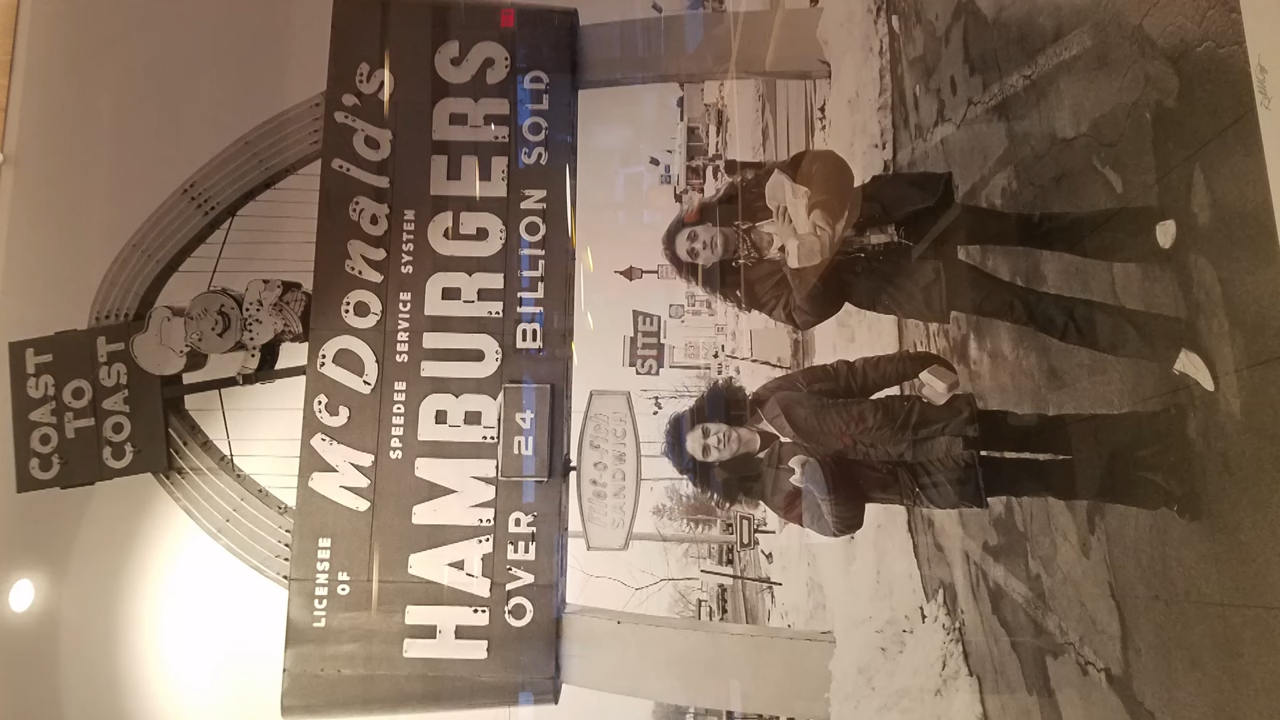 COAST
TO
COAST
LICENSEE
OF
McDonald's
SPEEDEE SERVICE SYSTEM
HAMBURGERS
OVER 24 BILLION SOLD
Filet-o-Fish
SANDWICH
SITE